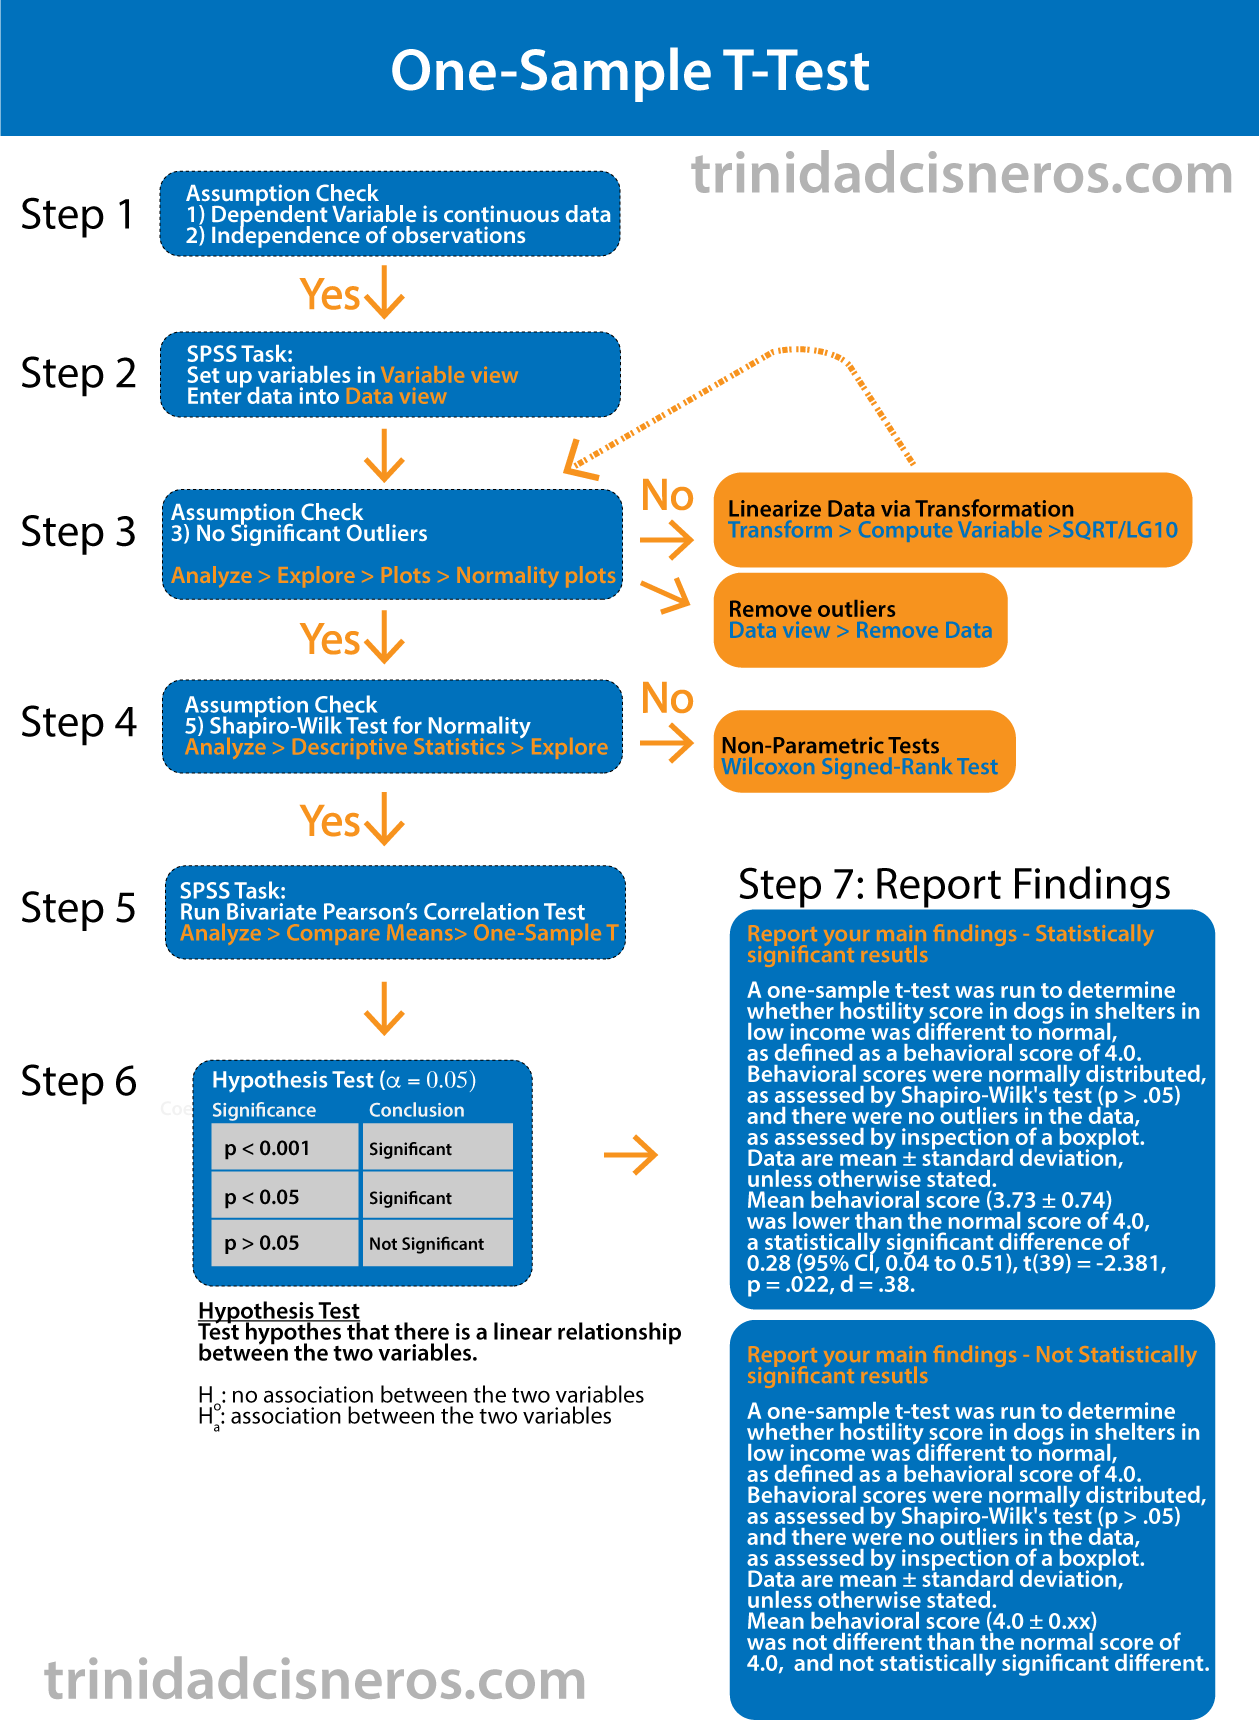 One-Sample T-Test
trinidadcisneros.com
Step 1
Assumption Check
1) Dependent Variable is continuous data
2) Independence of observations
Yes
Step 2
SPSS Task:
Set up variables in Variable view
Enter data into Data view
Step 3
Assumption Check
3) No Significant Outliers
Analyze > Explore > Plots > Normality plots
No
Linearize Data via Transformation
Transform > Compute Variable >SQRT/LG10
Remove outliers
Data view > Remove Data
Yes
Step 4
Assumption Check
5) Shapiro-Wilk Test for Normality
Analyze > Descriptive Statistics > Explore
No
Non-Parametric Tests
Wilcoxon Signed-Rank Test
Yes
Step 5
SPSS Task:
Run Bivariate Pearson's Correlation Test
Analyze > Compare Means> One-Sample T
Step 6
Hypothesis Test (α = 0.05)
Significance Conclusion
p < 0.001 Significant
p < 0.05 Significant
p > 0.05 Not Significant
Hypothesis Test
Test hypothes that there is a linear relationship
between the two variables.
Ho: no association between the two variables
Ha: association between the two variables
Step 7: Report Findings
Report your main findings - Statistically
significant resutls
A one-sample t-test was run to determine
whether hostility score in dogs in shelters in
low income was different to normal,
as defined as a behavioral score of 4.0.
Behavioral scores were normally distributed,
as assessed by Shapiro-Wilk's test (p > .05)
and there were no outliers in the data,
as assessed by inspection of a boxplot.
Data are mean ± standard deviation,
unless otherwise stated.
Mean behavioral score (3.73 ± 0.74)
was lower than the normal score of 4.0,
a statistically significant difference of
0.28 (95% CI, 0.04 to 0.51), t(39) = -2.381,
p = .022, d = .38.
Report your main findings - Not Statistically
significant resutls
A one-sample t-test was run to determine
whether hostility score in dogs in shelters in
low income was different to normal,
as defined as a behavioral score of 4.0.
Behavioral scores were normally distributed,
as assessed by Shapiro-Wilk's test (p > .05)
and there were no outliers in the data,
as assessed by inspection of a boxplot.
Data are mean ± standard deviation,
unless otherwise stated.
Mean behavioral score (4.0 ± 0.xx)
was not different than the normal score of
4.0, and not statistically significant different.
trinidadcisneros.com